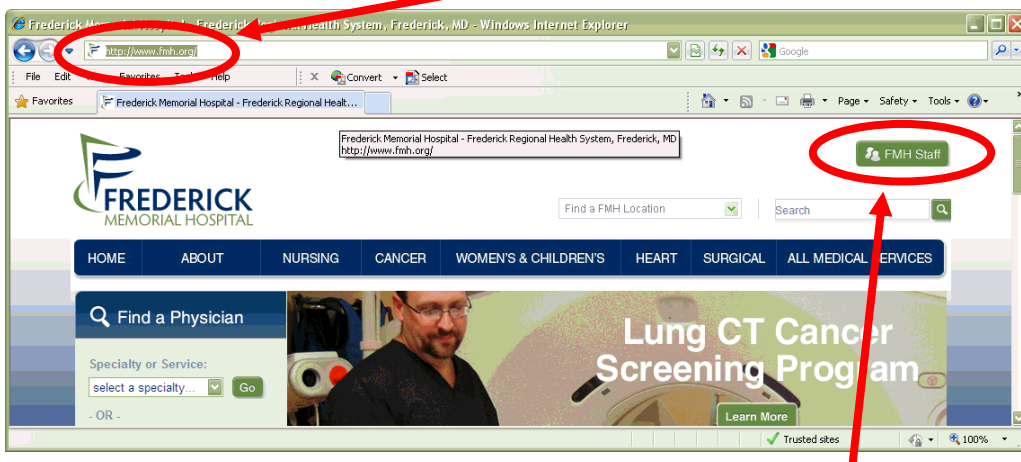 Frederick Memorial Hospital - Frederick Regional Health System, Frederick, MD - Windows Internet Explorer
http://www.fmh.org/
Google
File Edit Favorites Tools Help
X Convert Select
Favorites
Frederick Memorial Hospital - Frederick Regional Healt...
Page Safety Tools
Frederick Memorial Hospital - Frederick Regional Health System, Frederick, MD
http://www.fmh.org/
FMH Staff
FREDERICK
MEMORIAL HOSPITAL
Find a FMH Location
Search
HOME ABOUT NURSING CANCER WOMEN'S & CHILDREN'S HEART SURGICAL ALL MEDICAL SERVICES
Find a Physician
Specialty or Service:
select a specialty... Go
- OR -
Lung CT Cancer
Screening Program
Learn More
Trusted sites
100%